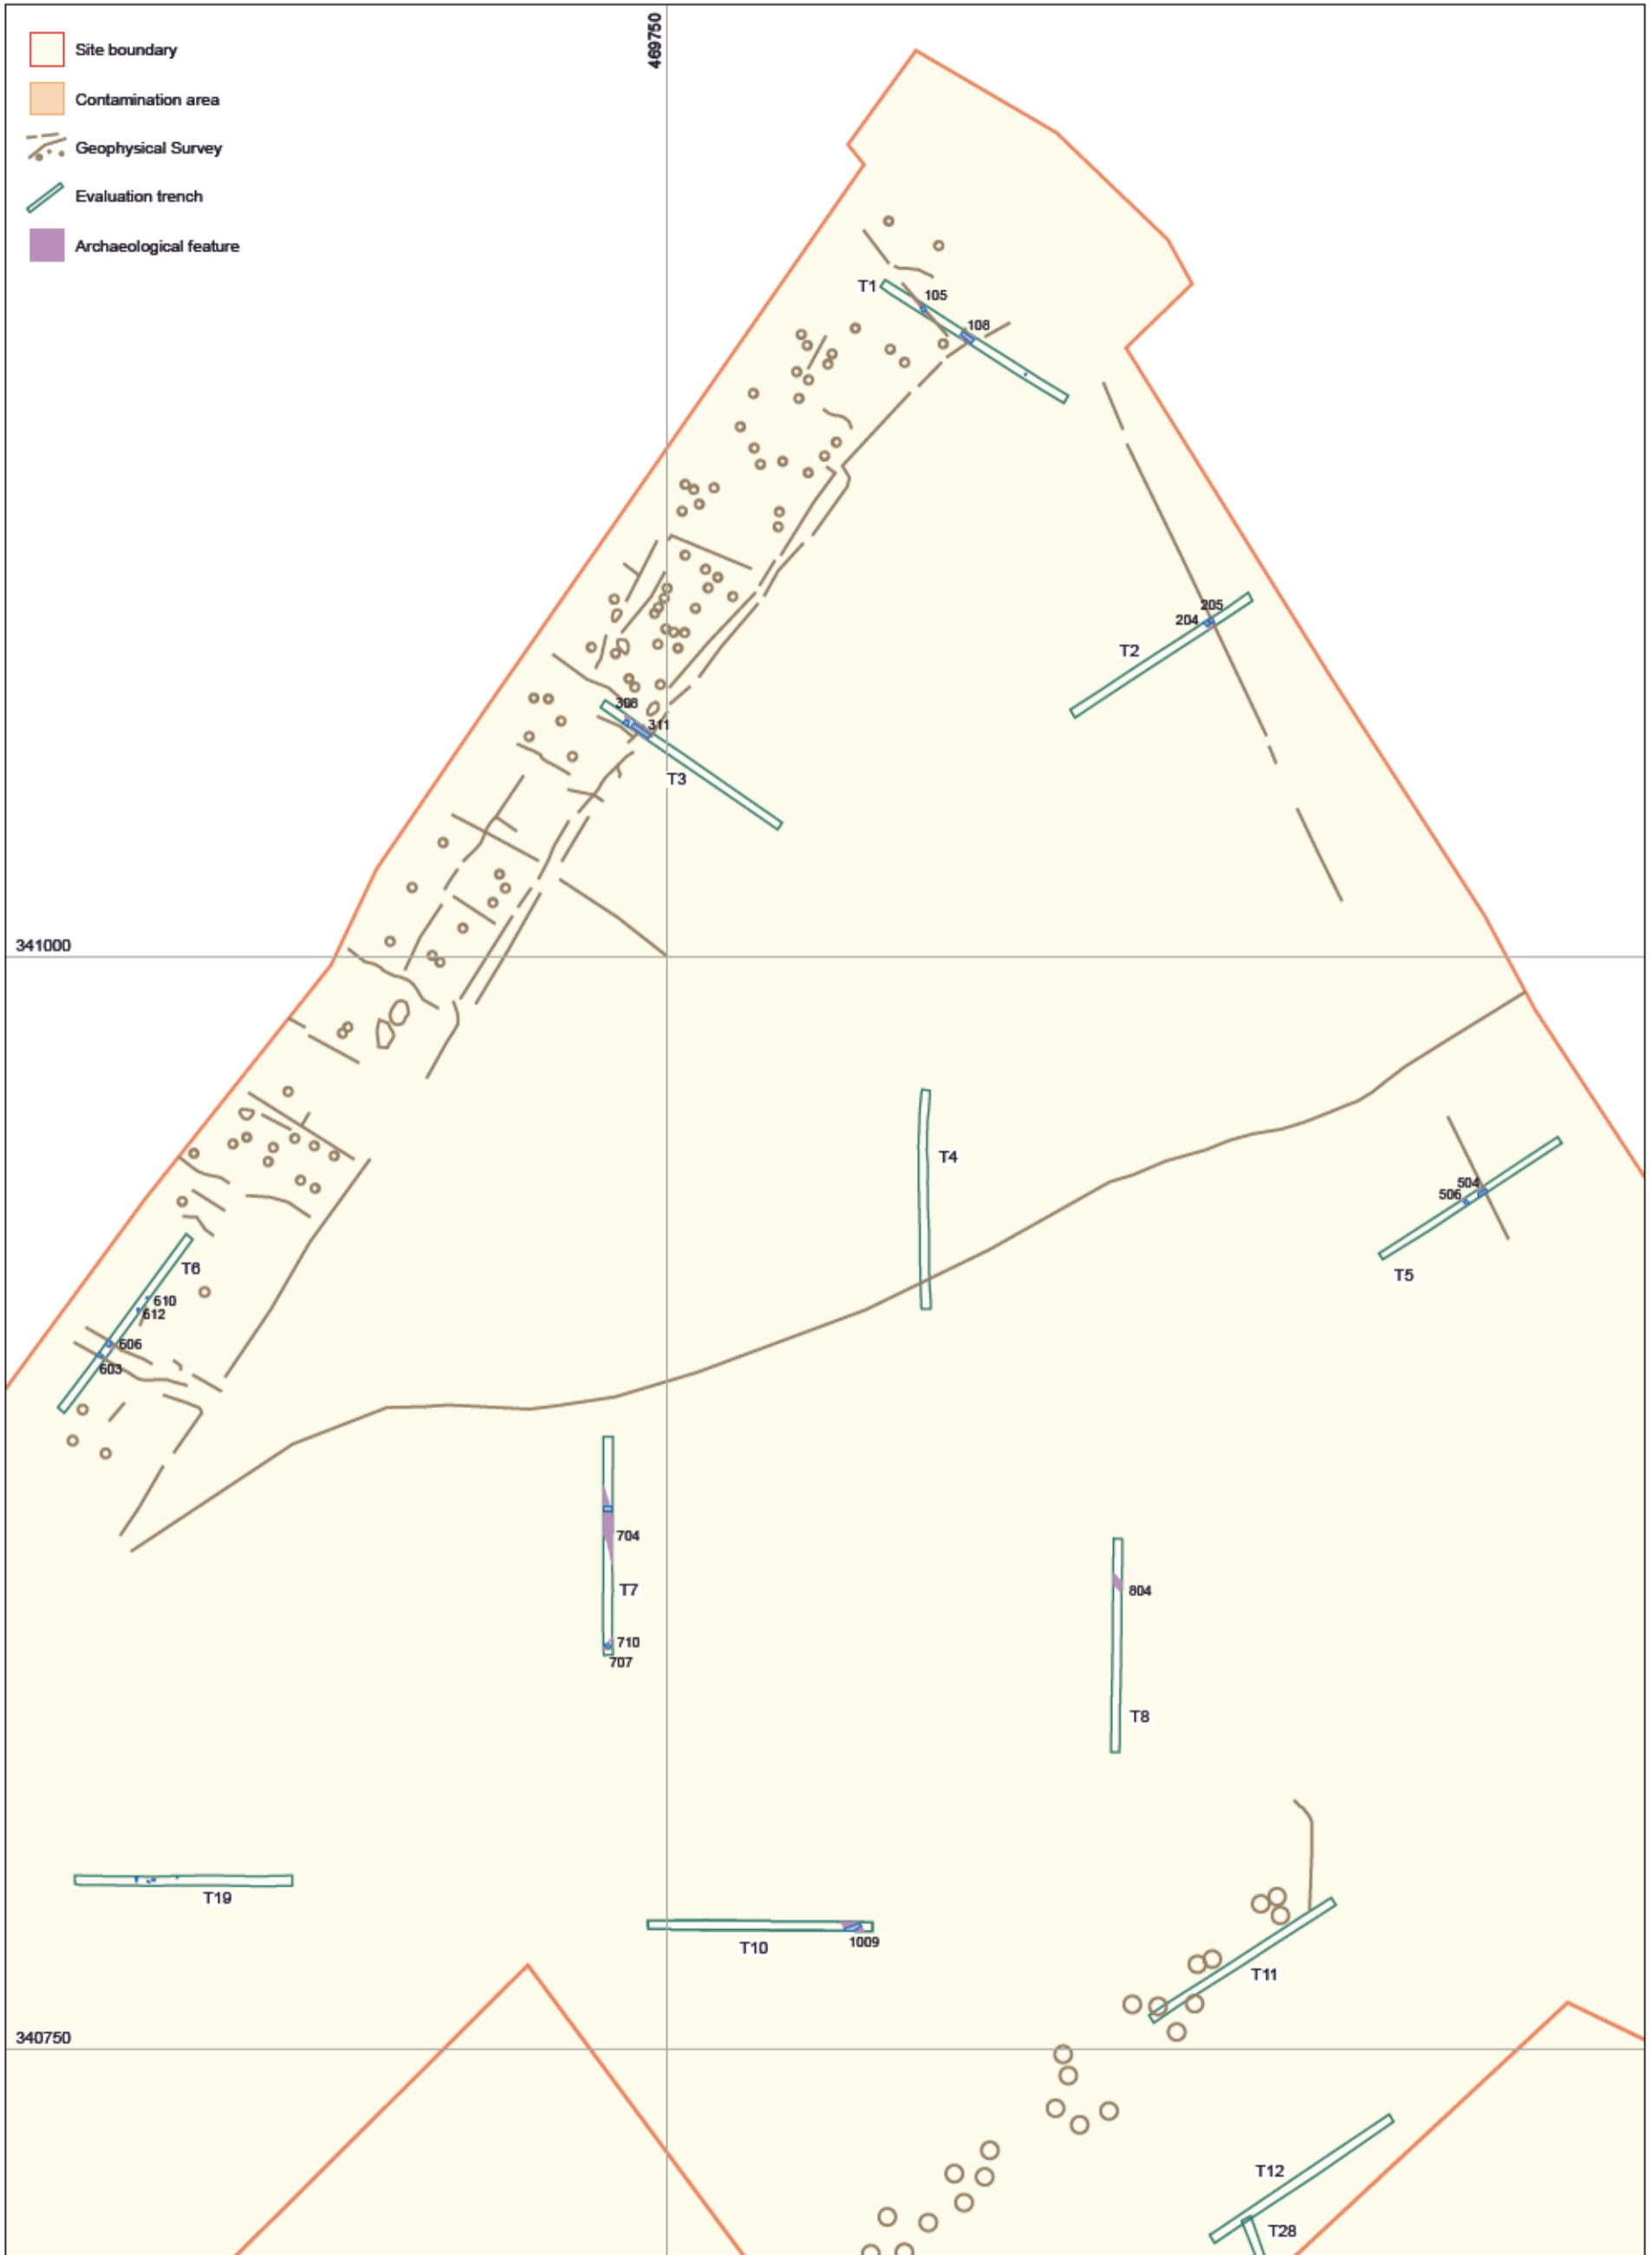 469750
Site boundary
Contamination area
Geophysical Survey
Evaluation trench
Archaeological feature
T1
105
108
205
204
T2
308
311
T3
341000
T4
504
506
T5
T6
610
612
606
603
704
T7
710
707
804
T8
T19
T10
1009
T11
340750
T12
T28